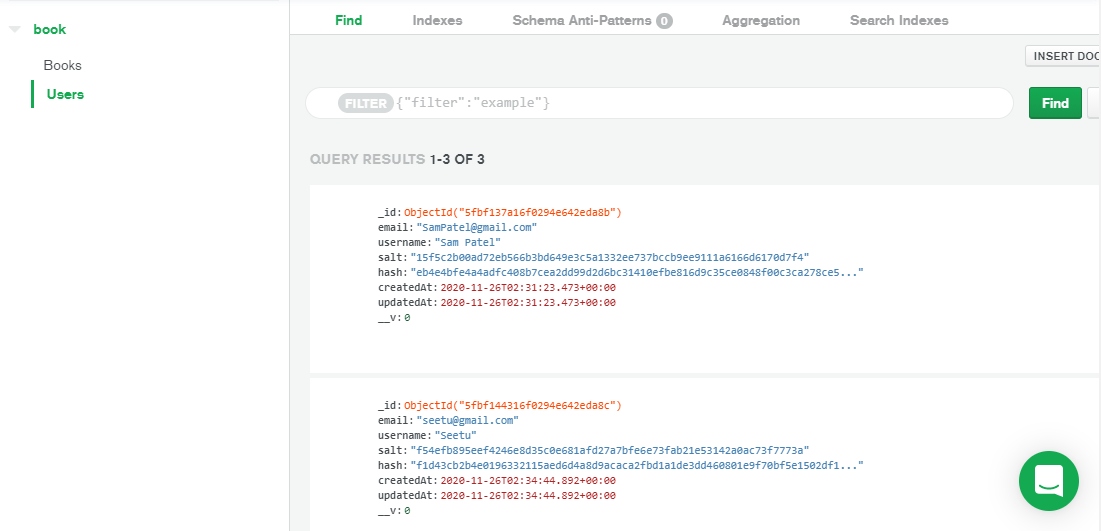 book
Books
Users
Find Indexes Schema Anti-Patterns 0 Aggregation Search Indexes
INSERT DOC
FILTER {"filter":"example"}
Find
QUERY RESULTS 1-3 OF 3
_id:ObjectId("5fbf137a16f0294e642eda8b")
email:"SamPatel@gmail.com"
username:"Sam Patel"
salt:"15f5c2b00ad72eb566b3bd649e3c5a1332ee737bccb9ee9111a6166d6170d7f4"
hash:"eb4e4bfe4a4adfc408b7cea2dd99d2d6bc31410efbe816d9c35ce0848f00c3ca278ce5..."
createdAt:2020-11-26T02:31:23.473+00:00
updatedAt:2020-11-26T02:31:23.473+00:00
__v:0
_id:ObjectId("5fbf144316f0294e642eda8c")
email:"seetu@gmail.com"
username:"Seetu"
salt:"f54efb895eef4246e8d35c0e681afd27a7bfe6e73fab21e53142a0ac73f7773a"
hash:"f1d43cb2b4e0196332115aed6d4a8d9acaca2fbd1a1de3dd460801e9f70bf5e1502df1..."
createdAt:2020-11-26T02:34:44.892+00:00
updatedAt:2020-11-26T02:34:44.892+00:00
__v:0